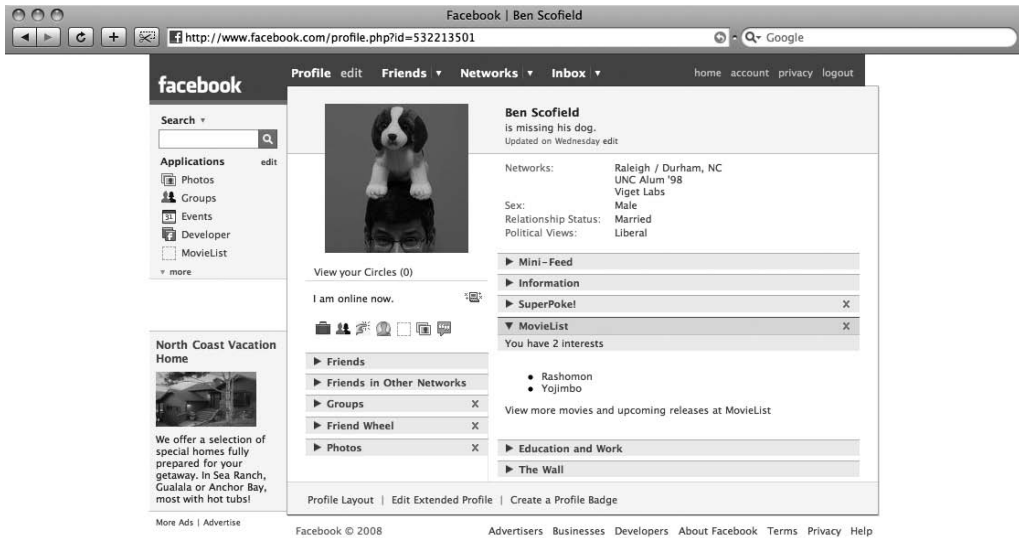 Facebook | Ben Scofield
http://www.facebook.com/profile.php?id=532213501
Google
facebook
Profile edit Friends Networks Inbox
home account privacy logout
Search
Applications edit
Photos
Groups
Events
Developer
MovieList
more
North Coast Vacation
Home
We offer a selection of
special homes fully
prepared for your
getaway. In Sea Ranch,
Gualala or Anchor Bay,
most with hot tubs!
More Ads | Advertise
View your Circles (0)
I am online now.
Friends
Friends in Other Networks
Groups X
Friend Wheel X
Photos X
Ben Scofield
is missing his dog.
Updated on Wednesday edit
Networks: Raleigh / Durham, NC
UNC Alum '98
Viget Labs
Sex: Male
Relationship Status: Married
Political Views: Liberal
Mini-Feed
Information
SuperPoke! X
MovieList X
You have 2 interests
• Rashomon
• Yojimbo
View more movies and upcoming releases at MovieList
Education and Work
The Wall
Profile Layout | Edit Extended Profile | Create a Profile Badge
Facebook © 2008
Advertisers Businesses Developers About Facebook Terms Privacy Help